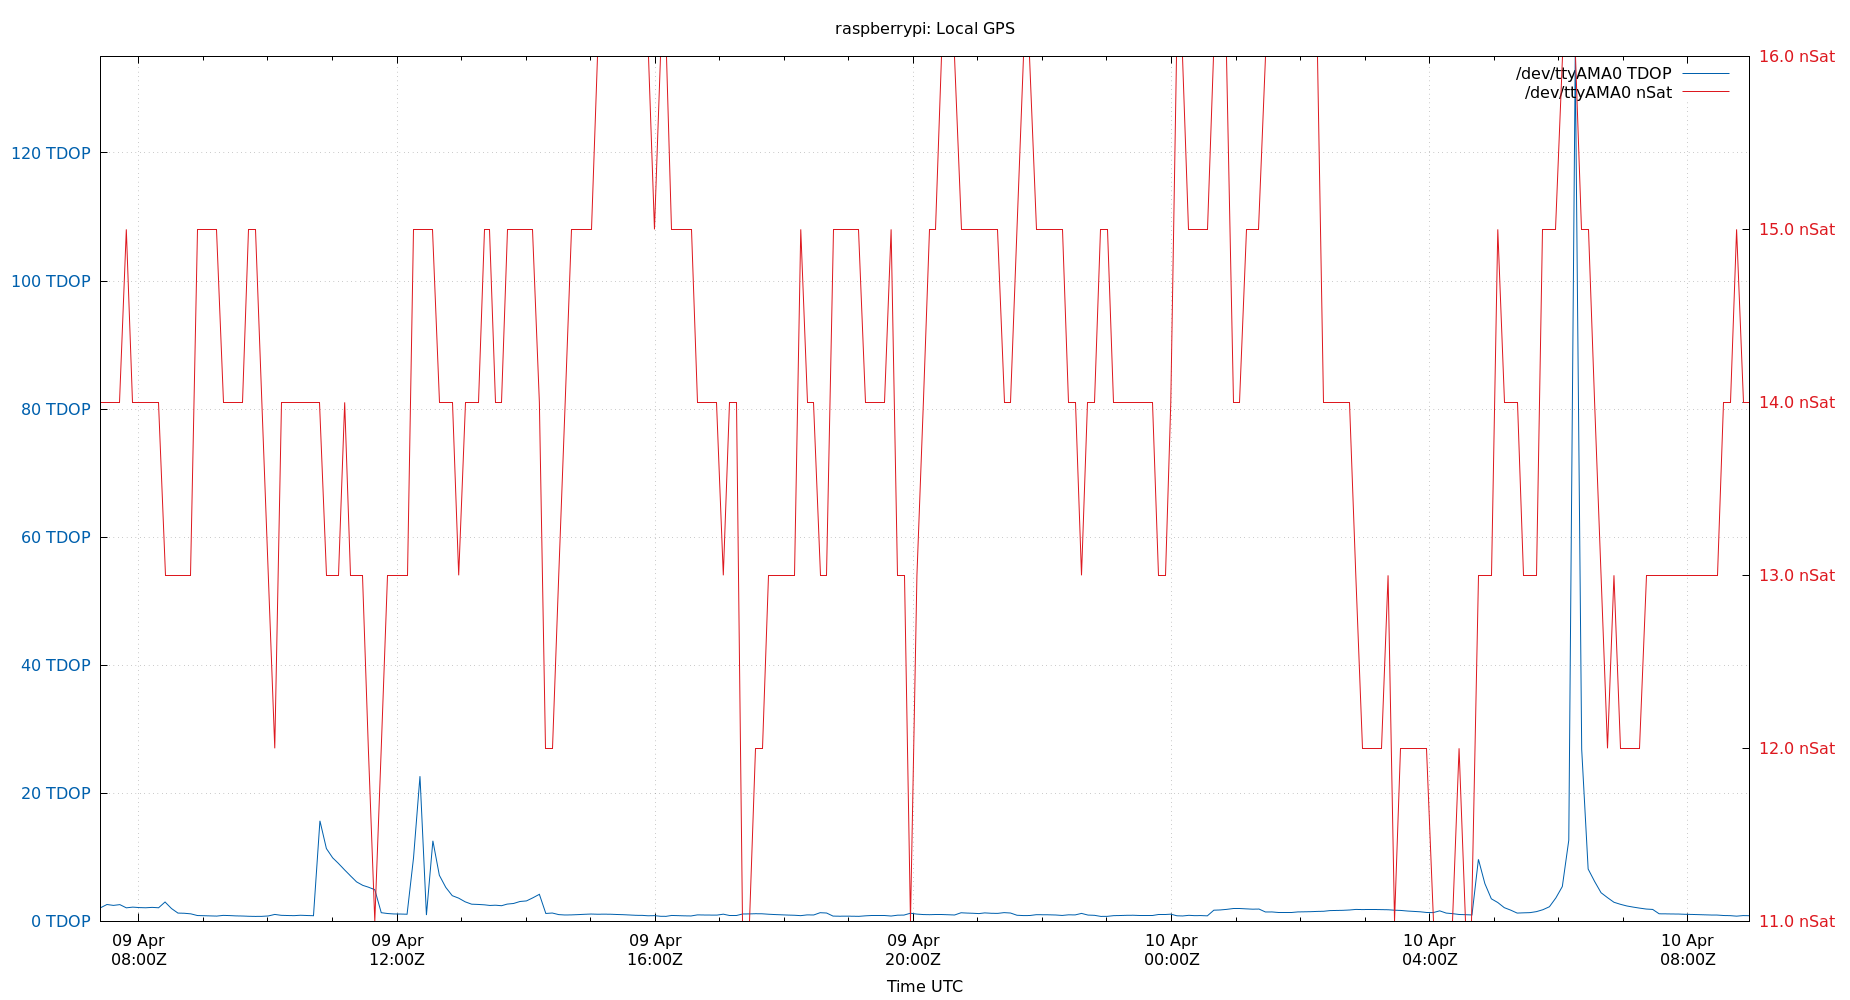 raspberrypi: Local GPS
16.0 nSat
/dev/ttyAMA0 TDOP
/dev/ttyAMA0 nSat
120 TDOP
15.0 nSat
100 TDOP
80 TDOP
14.0 nSat
60 TDOP
13.0 nSat
40 TDOP
12.0 nSat
20 TDOP
0 TDOP
11.0 nSat
09 Apr
08:00Z
09 Apr
12:00Z
09 Apr
16:00Z
09 Apr
20:00Z
10 Apr
00:00Z
10 Apr
04:00Z
10 Apr
08:00Z
Time UTC